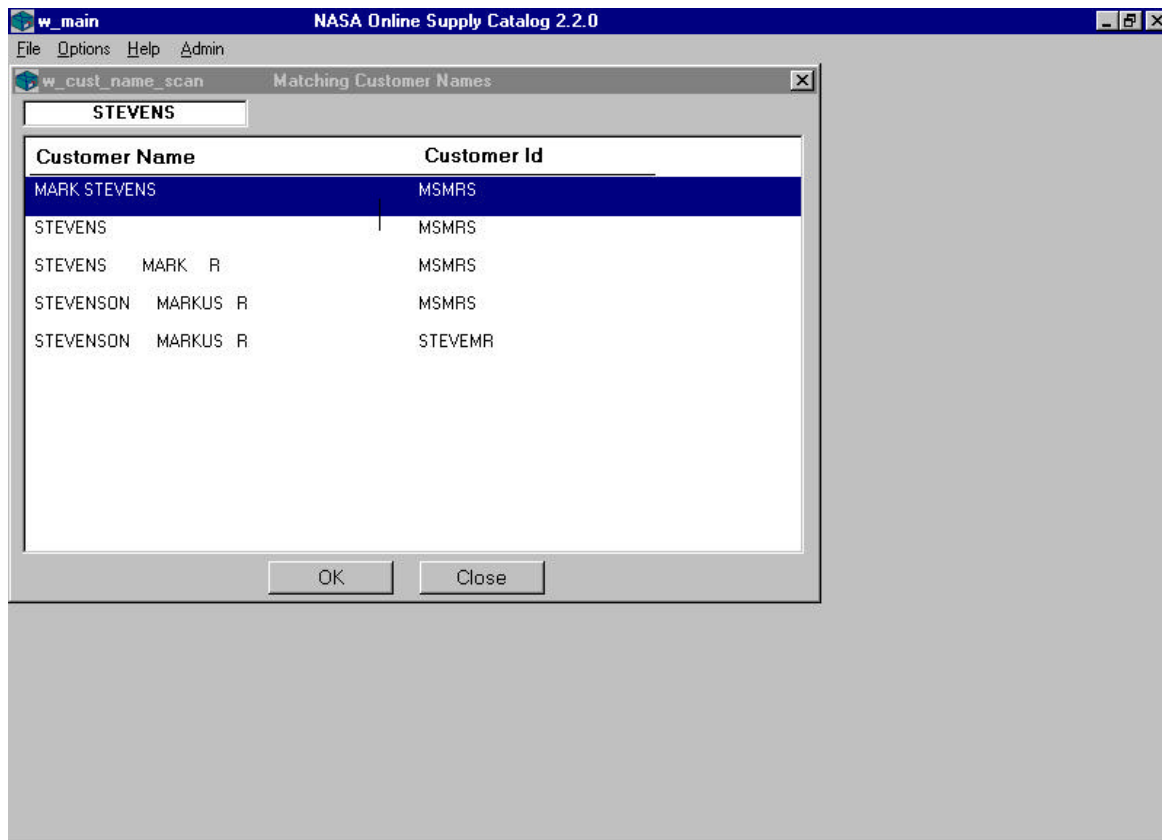 w_main NASA Online Supply Catalog 2.2.0
File Options Help Admin
w_cust_name_scan Matching Customer Names
STEVENS
Customer Name Customer Id
MARK STEVENS MSMRS
STEVENS MSMRS
STEVENS MARK R MSMRS
STEVENSON MARKUS R MSMRS
STEVENSON MARKUS R STEVEMR
OK Close